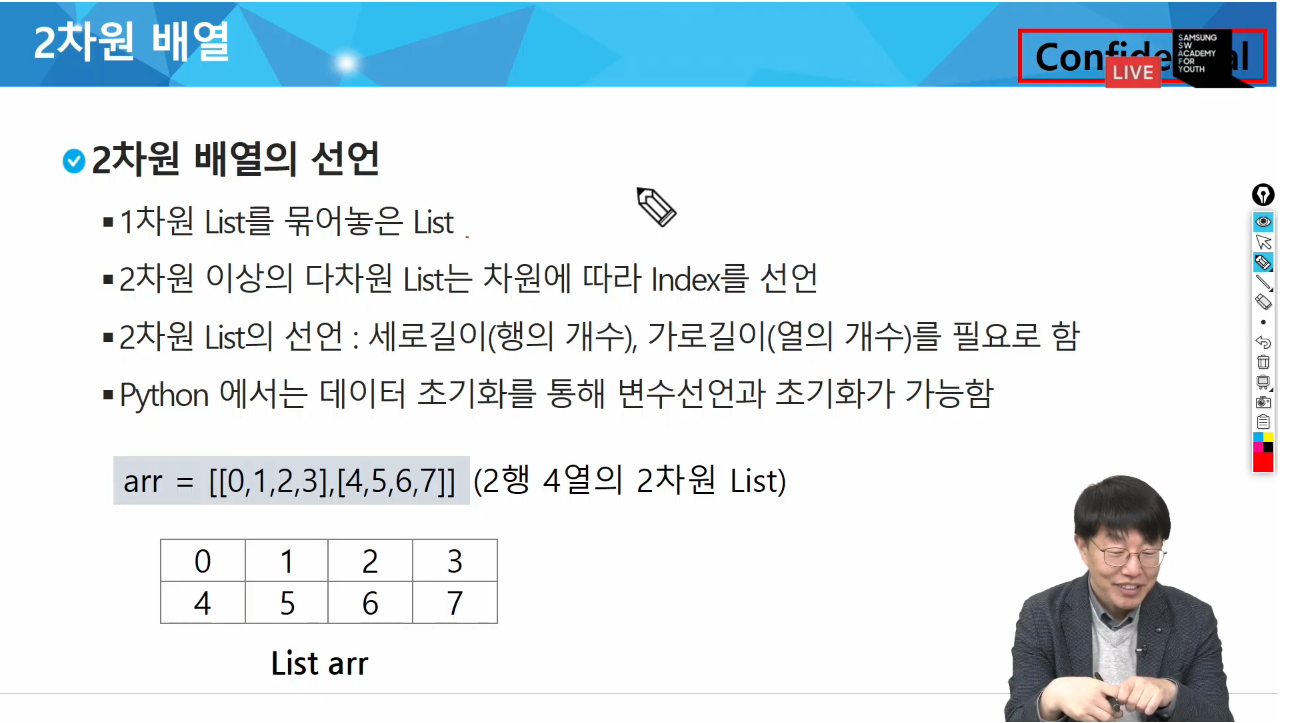 2차원 배열
Confide al
LIVE
SAMSUNG
SW
ACADEMY
FOR
YOUTH
2차원 배열의 선언
▪1차원 List를 묶어놓은 List
▪2차원 이상의 다차원 List는 차원에 따라 Index를 선언
▪2차원 List의 선언 : 세로길이(행의 개수), 가로길이(열의 개수)를 필요로 함
▪Python 에서는 데이터 초기화를 통해 변수선언과 초기화가 가능함
arr = [[0,1,2,3],[4,5,6,7]] (2행 4열의 2차원 List)
0 1 2 3
4 5 6 7
List arr